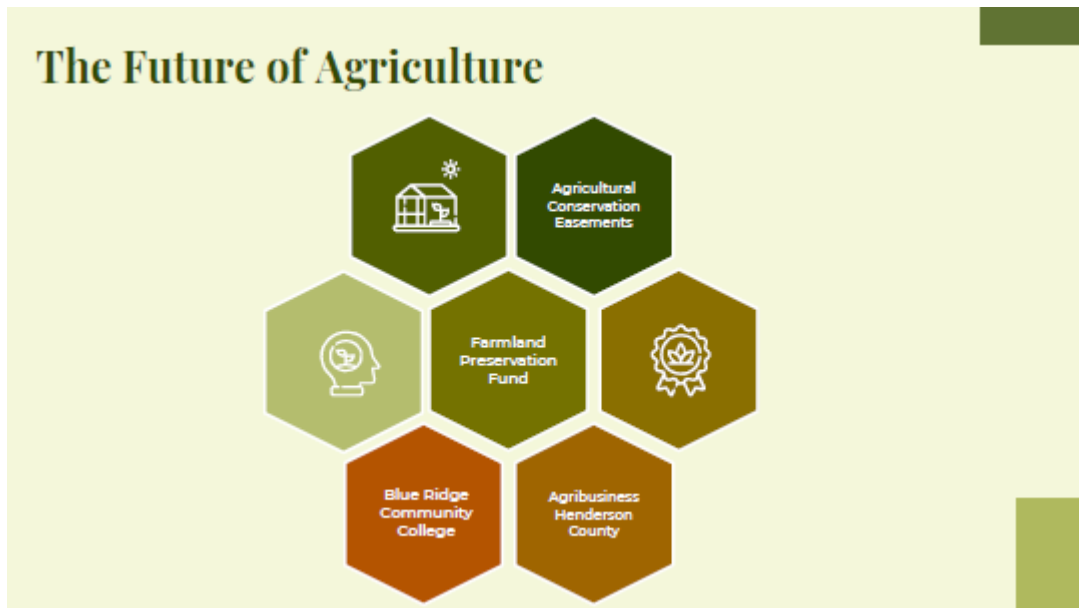 The Future of Agriculture
Agricultural
Conservation
Easements
Farmland
Preservation
Fund
Blue Ridge
Community
College
Agribusiness
Henderson
County